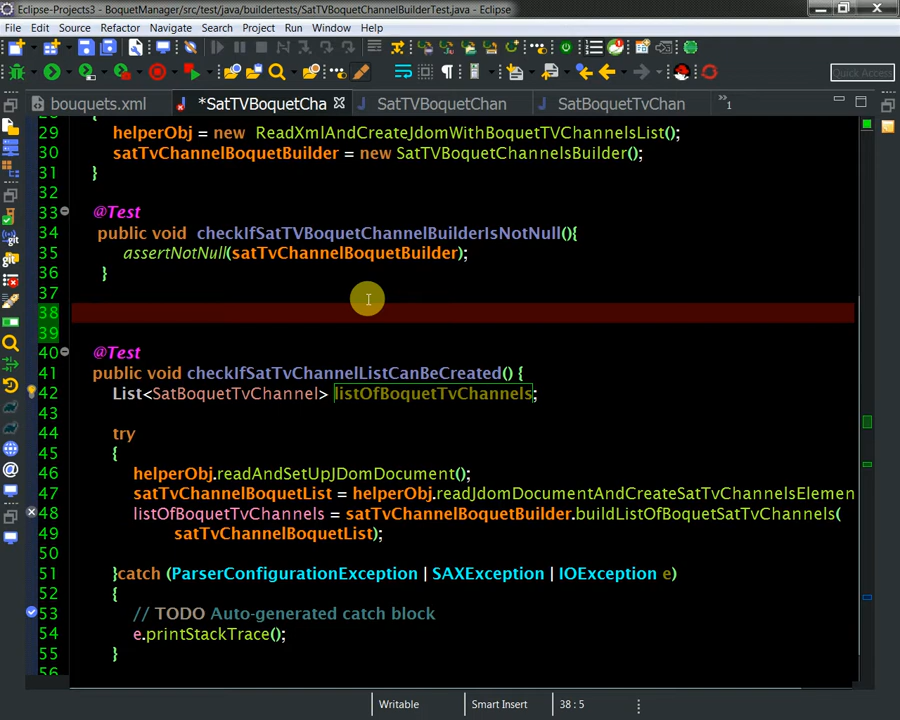 Eclipse-Projects3 - BoquetManager/src/test/java/buildertests/SatTVBoquetChannelBuilderTest.java - Eclipse
File Edit Source Refactor Navigate Search Project Run Window Help
Quick Access
bouquets.xml *SatTVBoquetCha SatTVBoquetChan SatBoquetTvChan »1
29 helperObj = new ReadXmlAndCreateJdomWithBoquetTVChannelsList();
30 satTvChannelBoquetBuilder = new SatTVBoquetChannelsBuilder();
31 }
32
33 @Test
34 public void checkIfSatTVBoquetChannelBuilderIsNotNull(){
35 assertNotNull(satTvChannelBoquetBuilder);
36 }
37
38
39
40 @Test
41 public void checkIfSatTvChannelListCanBeCreated() {
42 List<SatBoquetTvChannel> listOfBoquetTvChannels;
43
44 try
45 {
46 helperObj.readAndSetUpJDomDocument();
47 satTvChannelBoquetList = helperObj.readJdomDocumentAndCreateSatTvChannelsElemen
48 listOfBoquetTvChannels = satTvChannelBoquetBuilder.buildListOfBoquetSatTvChannels(
49 satTvChannelBoquetList);
50
51 }catch (ParserConfigurationException | SAXException | IOException e)
52 {
53 // TODO Auto-generated catch block
54 e.printStackTrace();
55 }
56
Writable Smart Insert 38 : 5